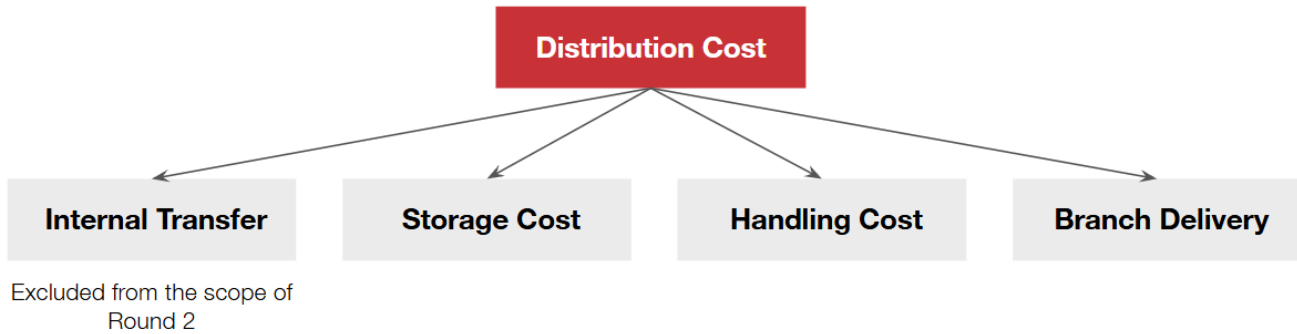 Distribution Cost
Internal Transfer
Storage Cost
Handling Cost
Branch Delivery
Excluded from the scope of
Round 2